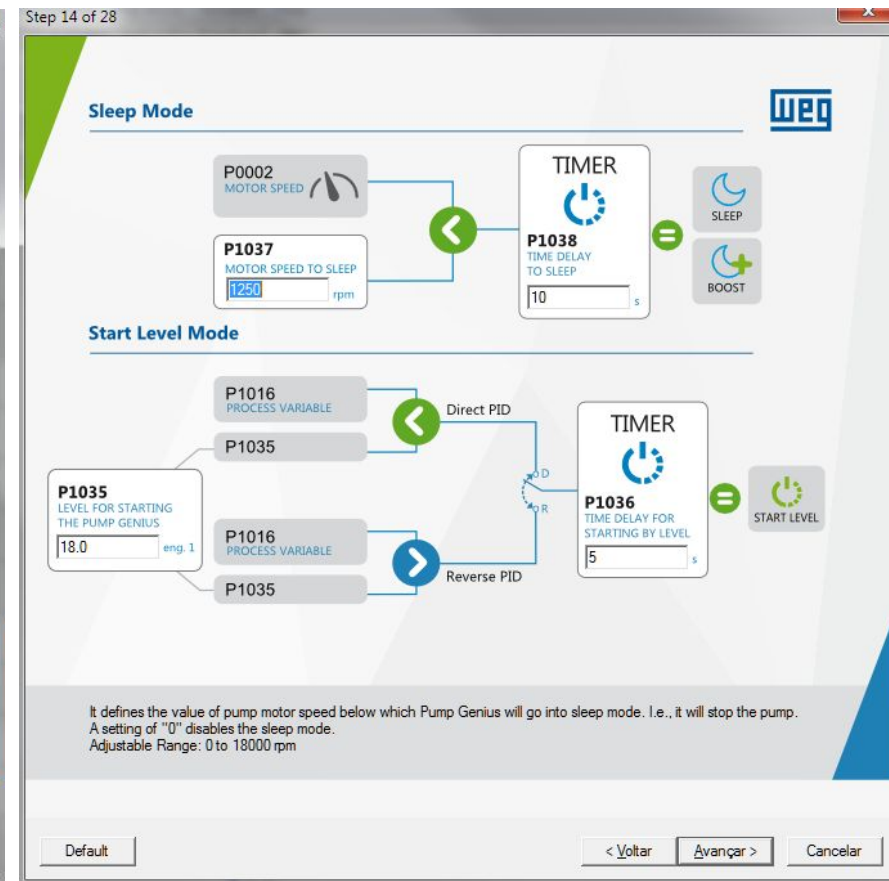 Step 14 of 28
Sleep Mode
weg
P0002
MOTOR SPEED
P1037
MOTOR SPEED TO SLEEP
1250 rpm
TIMER
P1038
TIME DELAY
TO SLEEP
10 s
SLEEP
BOOST
Start Level Mode
P1016
PROCESS VARIABLE
P1035
Direct PID
P1035
LEVEL FOR STARTING
THE PUMP GENIUS
18.0 eng. 1
P1016
PROCESS VARIABLE
P1035
Reverse PID
D
R
TIMER
P1036
TIME DELAY FOR
STARTING BY LEVEL
5 s
START LEVEL
It defines the value of pump motor speed below which Pump Genius will go into sleep mode. I.e., it will stop the pump.
A setting of "0" disables the sleep mode.
Adjustable Range: 0 to 18000 rpm
Default
< Voltar
Avançar >
Cancelar